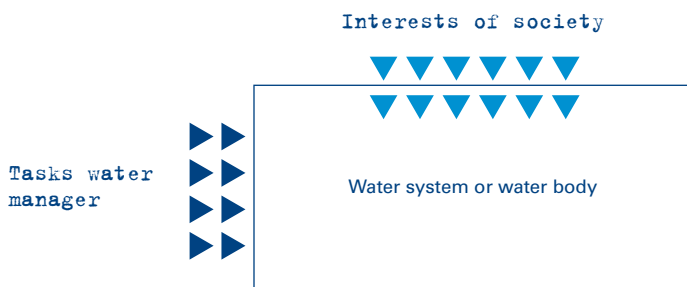 Interests of society
Tasks water
manager
Water system or water body